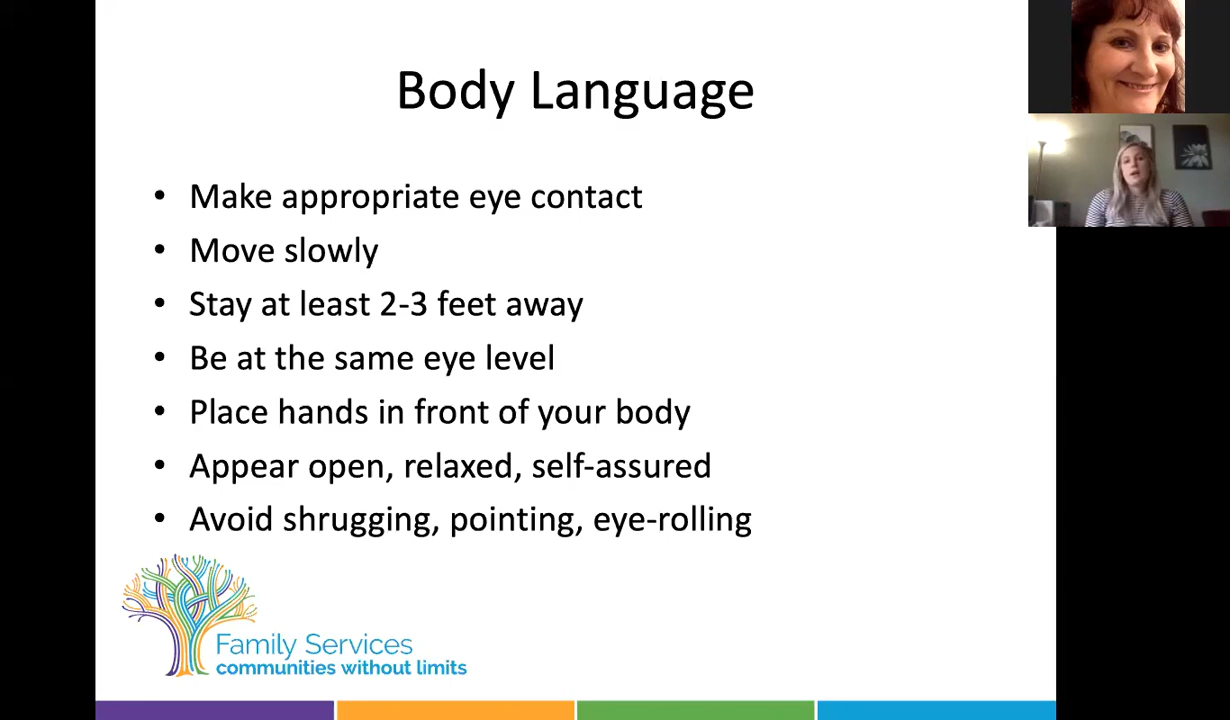 Body Language
• Make appropriate eye contact
• Move slowly
• Stay at least 2-3 feet away
• Be at the same eye level
• Place hands in front of your body
• Appear open, relaxed, self-assured
• Avoid shrugging, pointing, eye-rolling
Family Services
communities without limits